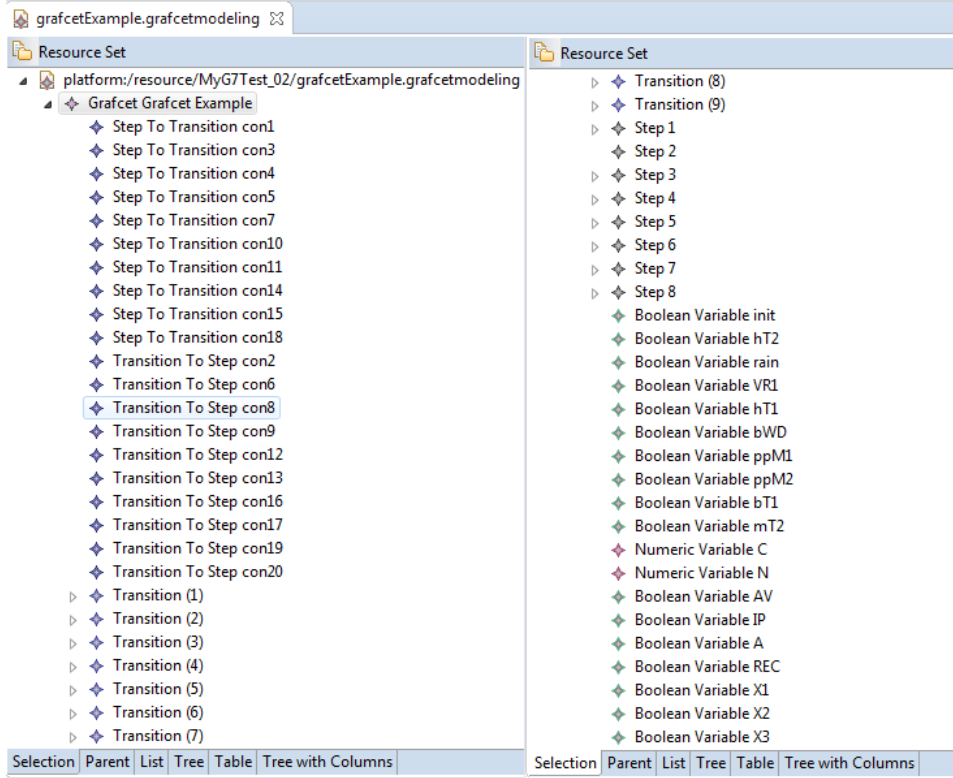 grafcetExample.grafcetmodeling
Resource Set
platform:/resource/MyG7Test_02/grafcetExample.grafcetmodeling
Grafcet Grafcet Example
Step To Transition con1
Step To Transition con3
Step To Transition con4
Step To Transition con5
Step To Transition con7
Step To Transition con10
Step To Transition con11
Step To Transition con14
Step To Transition con15
Step To Transition con18
Transition To Step con2
Transition To Step con6
Transition To Step con8
Transition To Step con9
Transition To Step con12
Transition To Step con13
Transition To Step con16
Transition To Step con17
Transition To Step con19
Transition To Step con20
Transition (1)
Transition (2)
Transition (3)
Transition (4)
Transition (5)
Transition (6)
Transition (7)
Selection Parent List Tree Table Tree with Columns
Resource Set
Transition (8)
Transition (9)
Step 1
Step 2
Step 3
Step 4
Step 5
Step 6
Step 7
Step 8
Boolean Variable init
Boolean Variable hT2
Boolean Variable rain
Boolean Variable VR1
Boolean Variable hT1
Boolean Variable bWD
Boolean Variable ppM1
Boolean Variable ppM2
Boolean Variable bT1
Boolean Variable mT2
Numeric Variable C
Numeric Variable N
Boolean Variable AV
Boolean Variable IP
Boolean Variable A
Boolean Variable REC
Boolean Variable X1
Boolean Variable X2
Boolean Variable X3
Selection Parent List Tree Table Tree with Columns